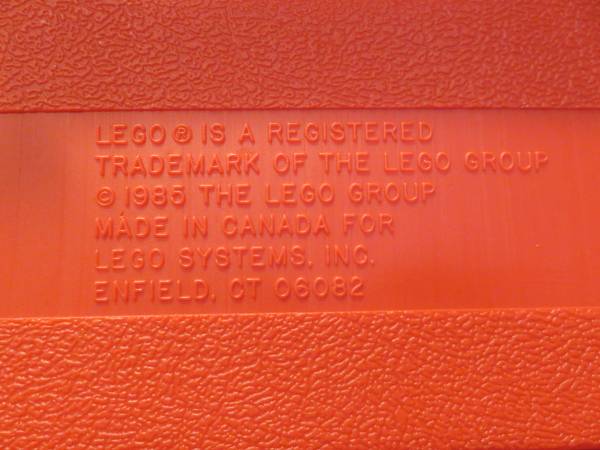 LEGO ® IS A REGISTERED
TRADEMARK OF THE LEGO GROUP
© 1985 THE LEGO GROUP
MADE IN CANADA FOR
LEGO SYSTEMS, INC.
ENFIELD, CT 06082